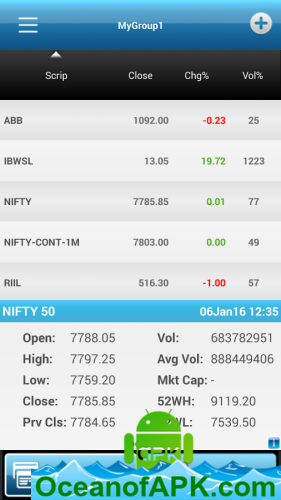 MyGroup1
Scrip Close Chg% Vol%
ABB 1092.00 -0.23 25
IBWSL 13.05 19.72 1223
NIFTY 7785.85 0.01 77
NIFTY-CONT-1M 7803.00 0.00 49
RIIL 516.30 -1.00 57
NIFTY 50 06Jan16 12:35
Open: 7788.05 Vol: 683782951
High: 7797.25 Avg Vol: 888449406
Low: 7759.20 Mkt Cap: -
Close: 7785.85 52WH: 9119.20
Prv Cls: 7784.65 7539.50
APK
OceanofAPK.com